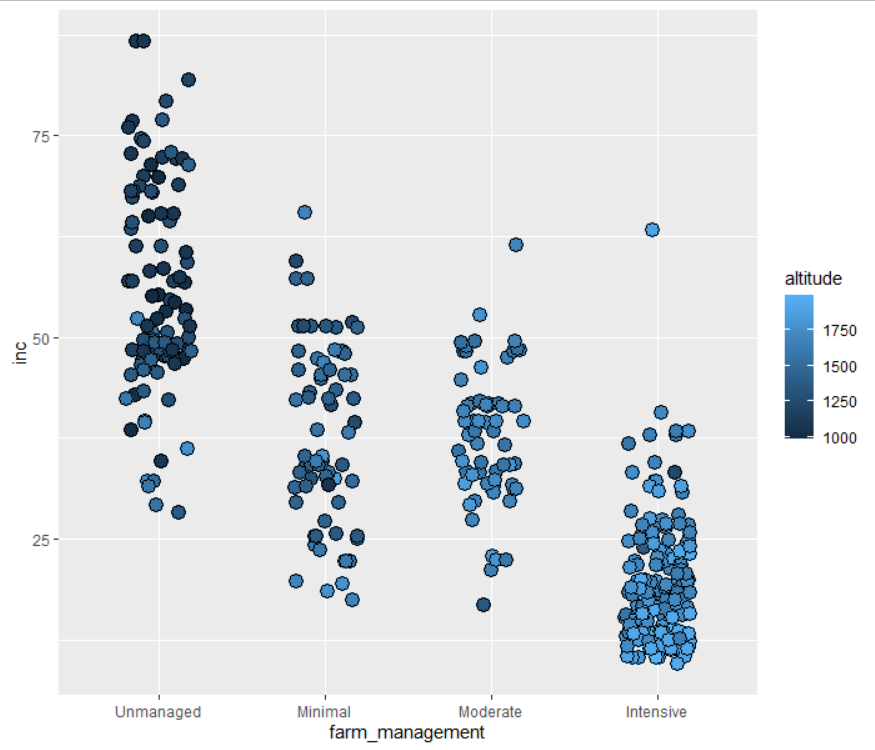 75
50
25
inc
Unmanaged
Minimal
Moderate
Intensive
farm_management
altitude
1750
1500
1250
1000